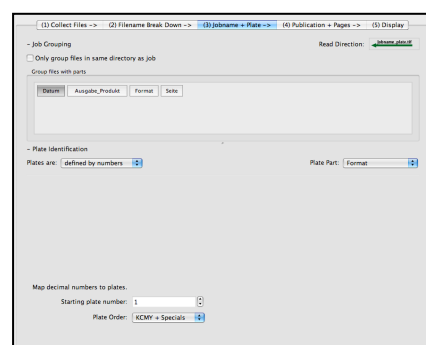 (1) Collect Files -> (2) Filename Break Down -> (3) Jobname + Plate -> (4) Publication + Pages -> (5) Display
– Job Grouping Read Direction: Jobname_plate.tif
Only group files in same directory as job
Group files with parts
Datum Ausgabe_Produkt Format Seite
– Plate Identification
Plates are: defined by numbers Plate Part: Format
Map decimal numbers to plates.
Starting plate number: 1
Plate Order: KCMY + Specials